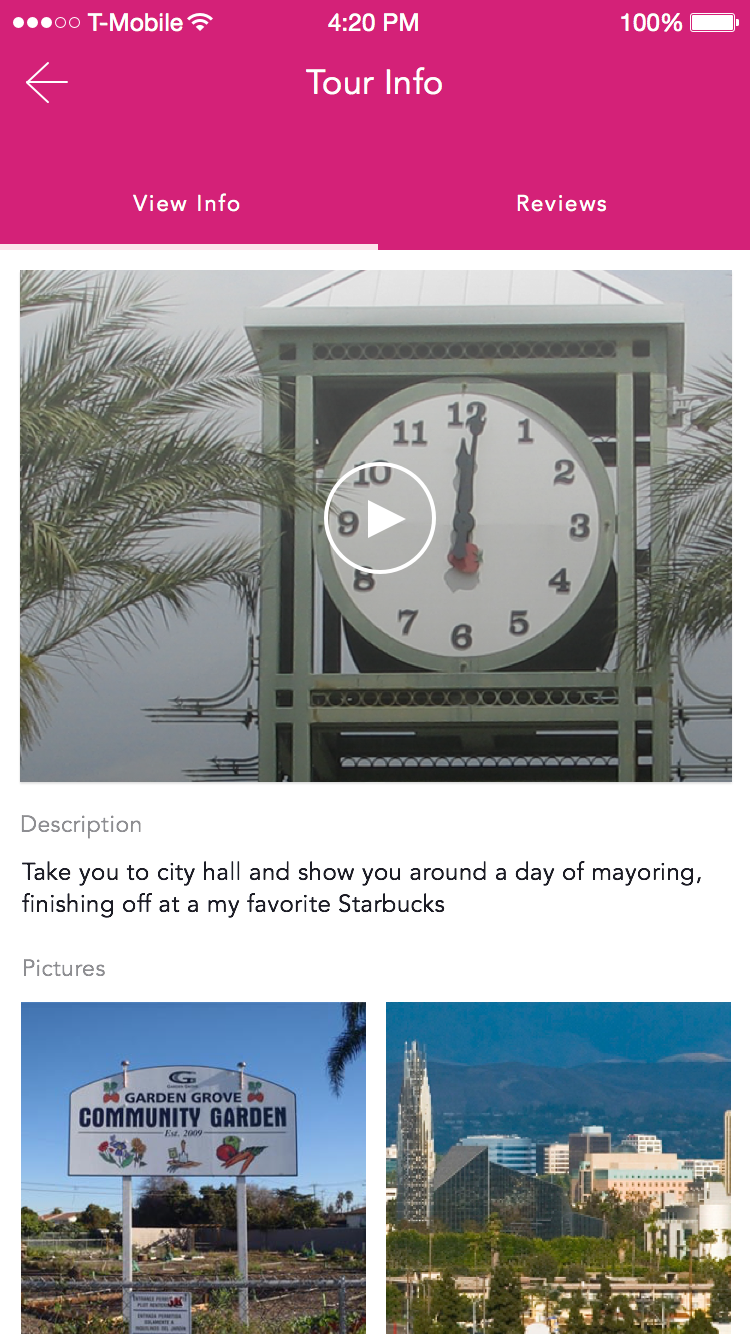 T-Mobile 4:20 PM 100%
Tour Info
View Info Reviews
12
11 1
10 2
9 3
8 4
7 5
6
Description
Take you to city hall and show you around a day of mayoring,
finishing off at a my favorite Starbucks
Pictures
GARDEN GROVE
GARDEN GROVE
COMMUNITY GARDEN
Est. 2009